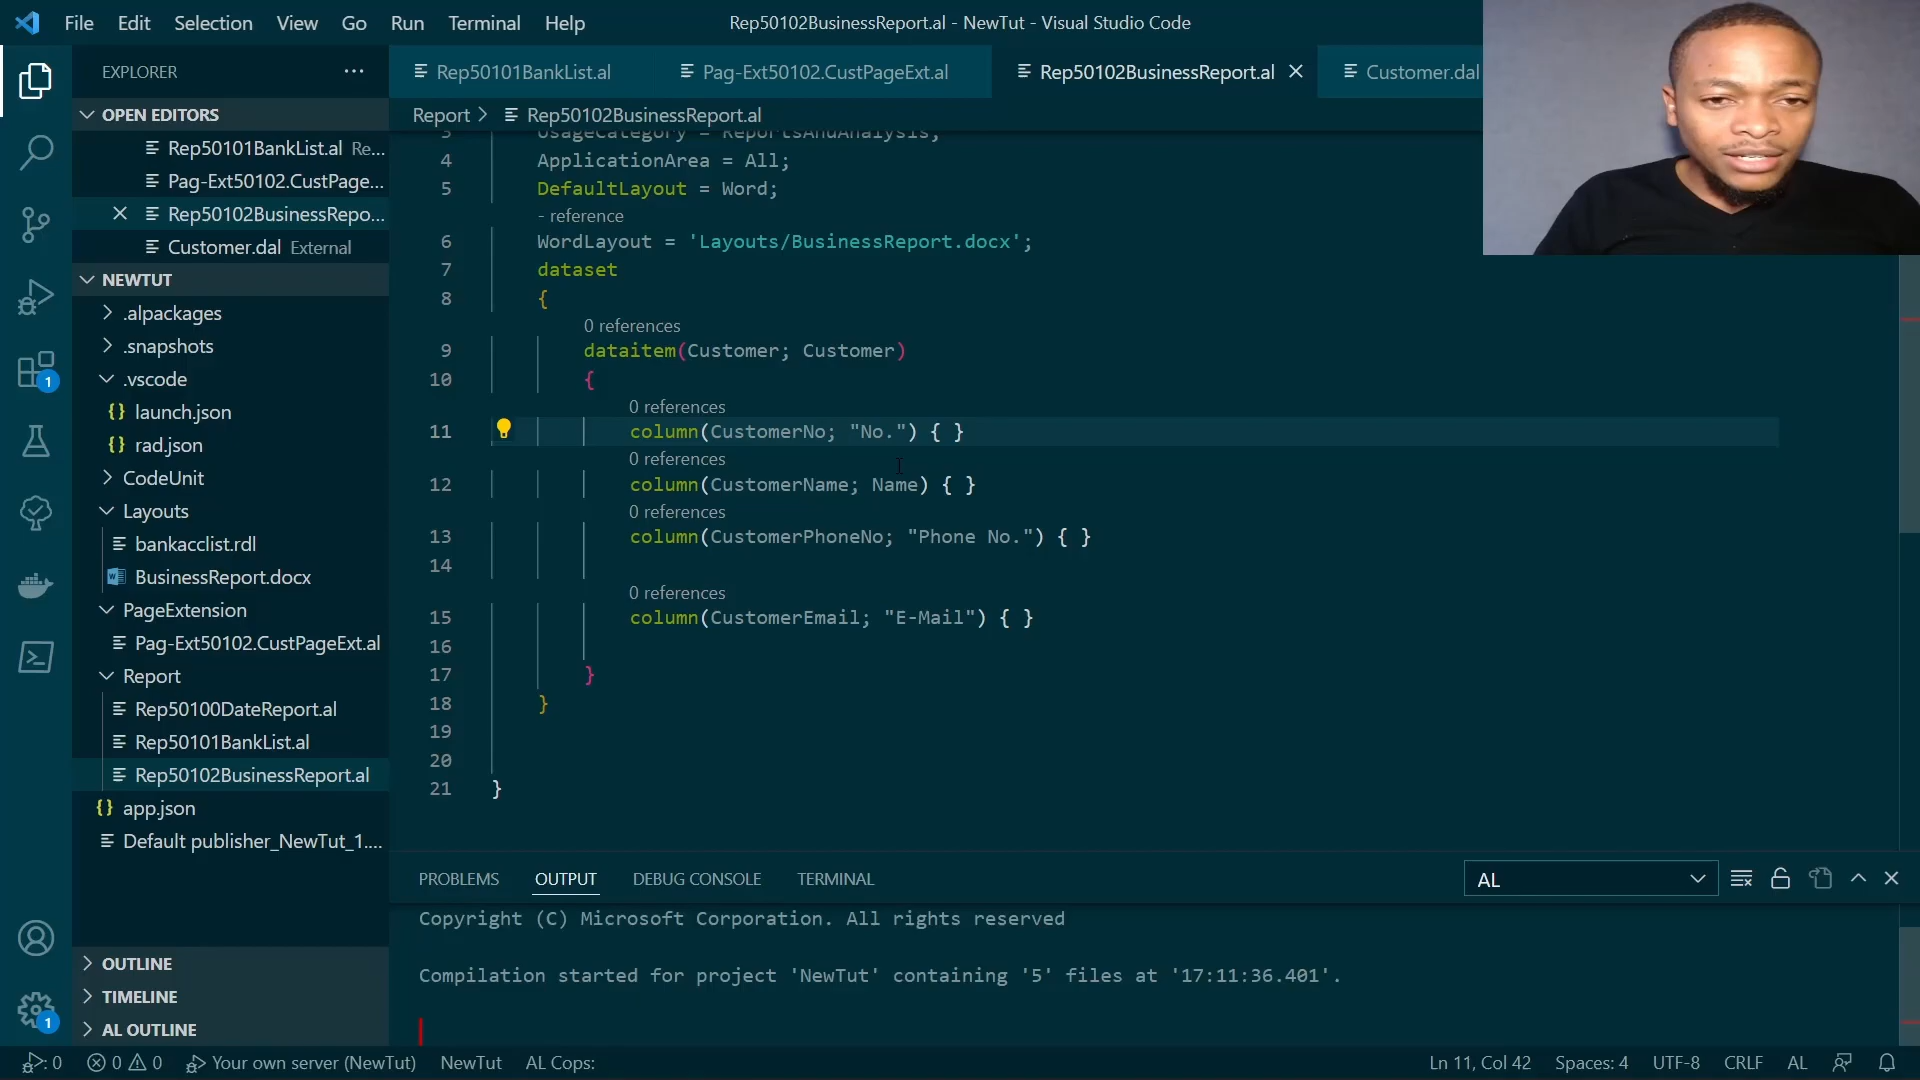 File Edit Selection View Go Run Terminal Help
Rep50102BusinessReport.al - NewTut - Visual Studio Code
EXPLORER
OPEN EDITORS
Rep50101BankList.al Re...
Pag-Ext50102.CustPage...
Rep50102BusinessRepo...
Customer.dal External
NEWTUT
.alpackages
.snapshots
.vscode
launch.json
rad.json
CodeUnit
Layouts
bankacclist.rdl
BusinessReport.docx
PageExtension
Pag-Ext50102.CustPageExt.al
Report
Rep50100DateReport.al
Rep50101BankList.al
Rep50102BusinessReport.al
app.json
Default publisher_NewTut_1....
OUTLINE
TIMELINE
AL OUTLINE
1
1
Rep50101BankList.al Pag-Ext50102.CustPageExt.al Rep50102BusinessReport.al Customer.dal
Report > Rep50102BusinessReport.al
3 UsageCategory = ReportsAndAnalysis;
4 ApplicationArea = All;
5 DefaultLayout = Word;
- reference
6 WordLayout = 'Layouts/BusinessReport.docx';
7 dataset
8 {
0 references
9 dataitem(Customer; Customer)
10 {
0 references
11 column(CustomerNo; "No.") { }
0 references
12 column(CustomerName; Name) { }
0 references
13 column(CustomerPhoneNo; "Phone No.") { }
14
0 references
15 column(CustomerEmail; "E-Mail") { }
16
17 }
18 }
19
20
21 }
PROBLEMS OUTPUT DEBUG CONSOLE TERMINAL
AL
Copyright (C) Microsoft Corporation. All rights reserved
Compilation started for project 'NewTut' containing '5' files at '17:11:36.401'.
0 0 0 Your own server (NewTut) NewTut AL Cops: Ln 11, Col 42 Spaces: 4 UTF-8 CRLF AL